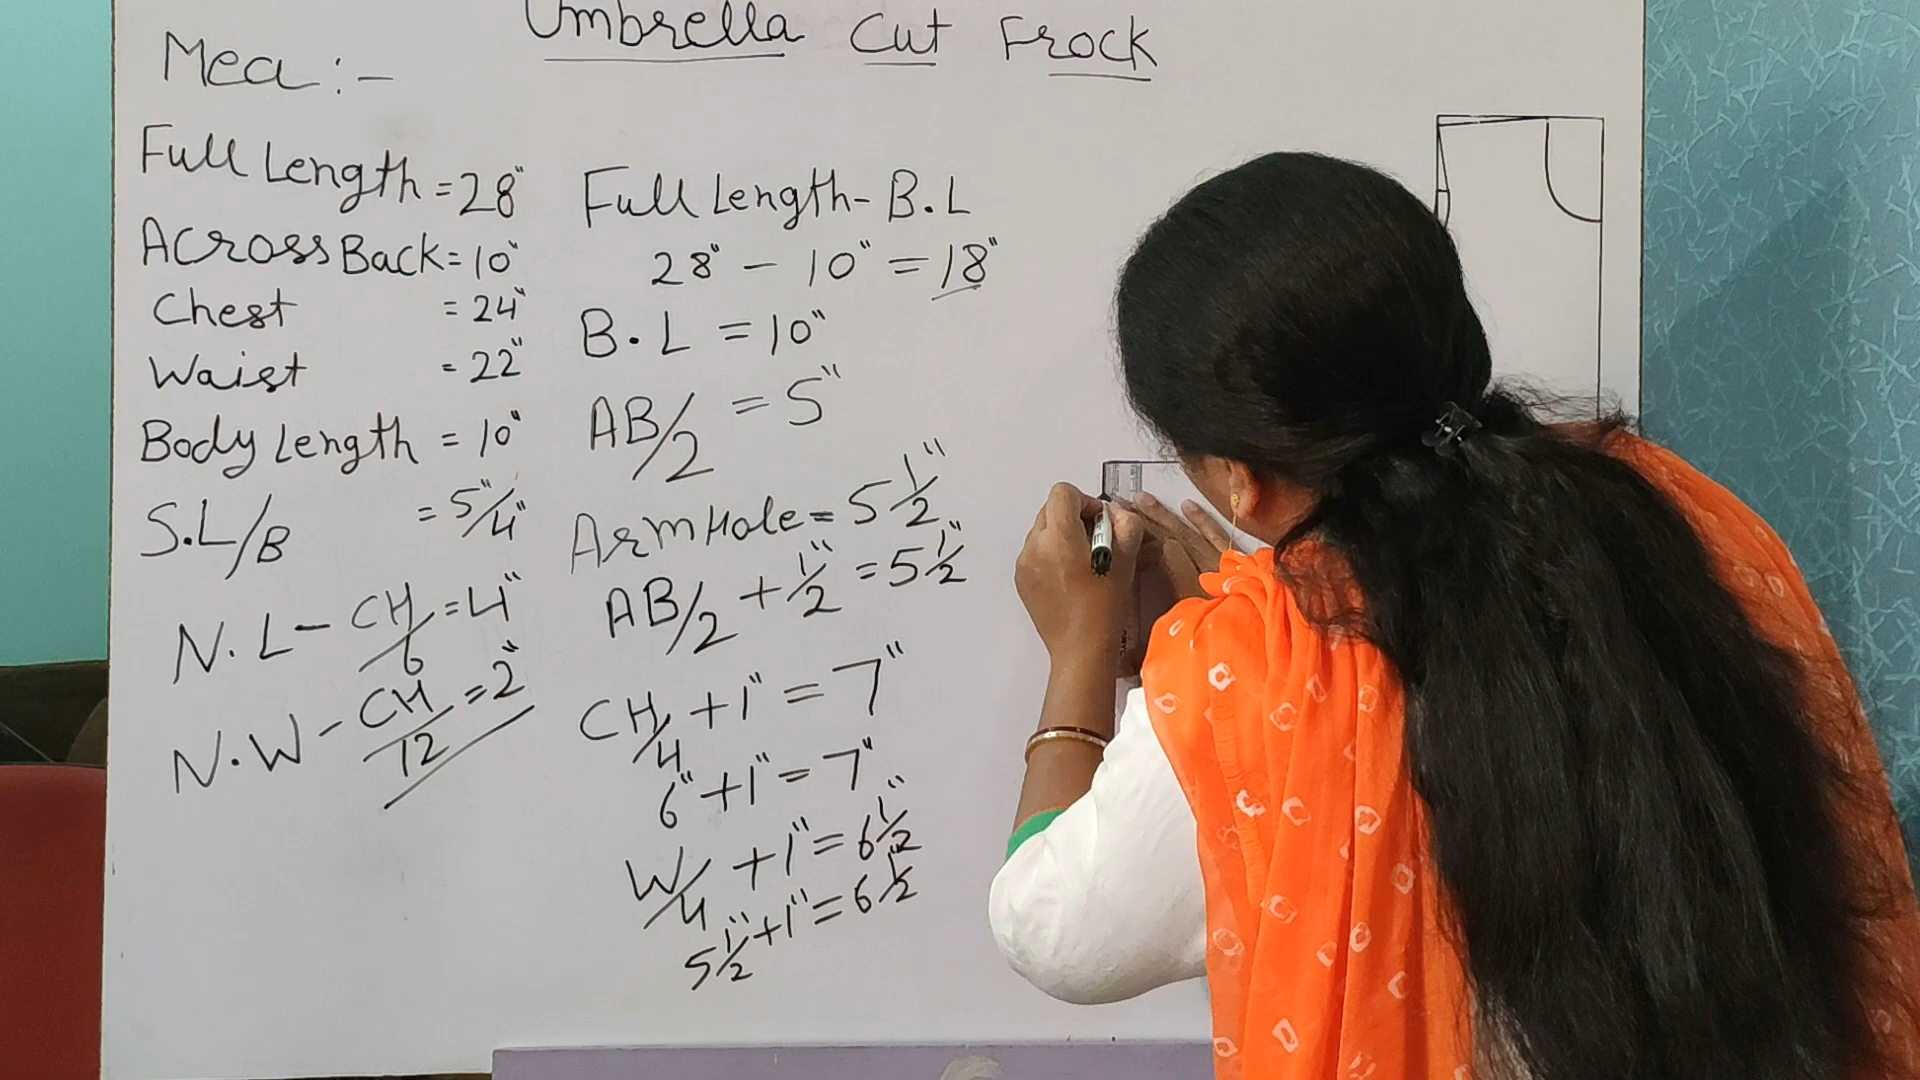 Umbrella Cut Frock
Mea :-
Full Length = 28"
Across Back = 10"
Chest = 24"
Waist = 22"
Body Length = 10"
S.L/B = 5"/4"
N.L - CH/6 = 4"
N.W - CH/12 = 2"
Full Length - B.L
28" - 10" = 18"
B.L = 10"
AB/2 = 5"
Arm Hole = 5 1/2"
AB/2 + 1/2" = 5 1/2"
CH/4 + 1" = 7"
6" + 1" = 7"
W/4 + 1" = 6 1/2"
5 1/2" + 1" = 6 1/2